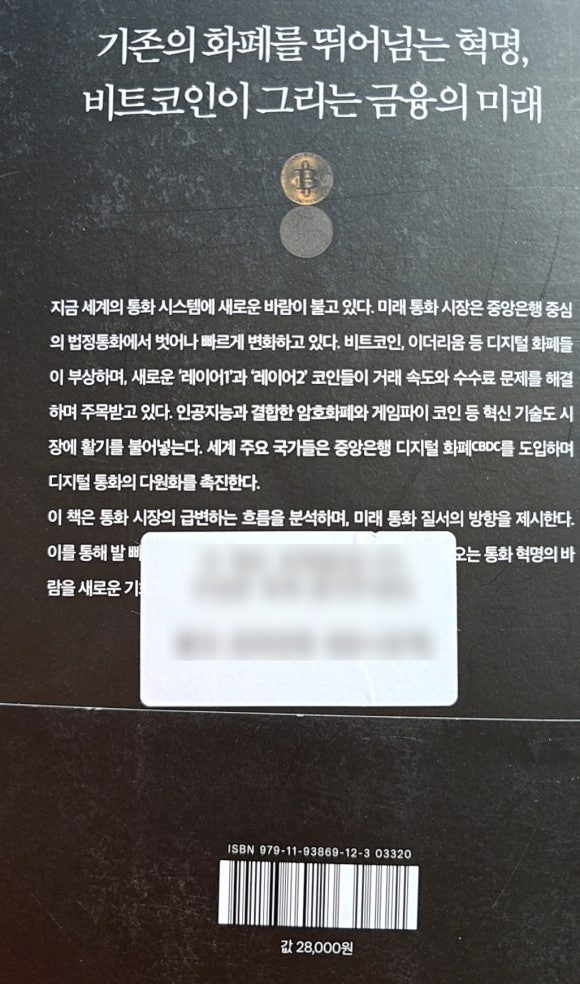 기존의 화폐를 뛰어넘는 혁명,
비트코인이 그리는 금융의 미래
지금 세계의 통화 시스템에 새로운 바람이 불고 있다. 미래 통화 시장은 중앙은행 중심
의 법정통화에서 벗어나 빠르게 변화하고 있다. 비트코인, 이더리움 등 디지털 화폐들
이 부상하며, 새로운 ‘레이어1’과 ‘레이어2’ 코인들이 거래 속도와 수수료 문제를 해결
하며 주목받고 있다. 인공지능과 결합한 암호화폐와 게임파이 코인 등 혁신 기술도 시
장에 활기를 불어넣는다. 세계 주요 국가들은 중앙은행 디지털 화폐CBDC를 도입하며
디지털 통화의 다원화를 촉진한다.
이 책은 통화 시장의 급변하는 흐름을 분석하며, 미래 통화 질서의 방향을 제시한다.
이를 통해 발 오는 통화 혁명의 바
람을 새로운
ISBN 979-11-93869-12-3 03320
값 28,000원